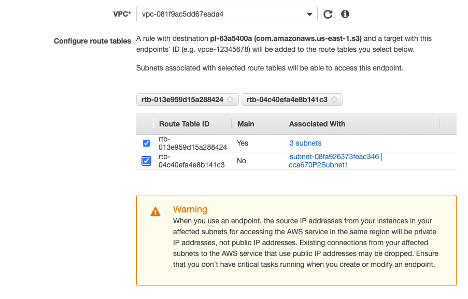 VPC* vpc-081f9ac5dd67eada4
Configure route tables A rule with destination pl-63a5400a (com.amazonaws.us-east-1.s3) and a target with this
endpoints' ID (e.g. vpce-12345678) will be added to the route tables you select below.
Subnets associated with selected route tables will be able to access this endpoint.
rtb-013e959d15a288424 rtb-04c40efa4e8b141c3
Route Table ID Main Associated With
rtb-
013e959d15a288424 Yes 3 subnets
rtb-
04c40efa4e8b141c3 No subnet-08fa926373feac346 |
cce670P2Subnet1
Warning
When you use an endpoint, the source IP addresses from your instances in your
affected subnets for accessing the AWS service in the same region will be private
IP addresses, not public IP addresses. Existing connections from your affected
subnets to the AWS service that use public IP addresses may be dropped. Ensure
that you don't have critical tasks running when you create or modify an endpoint.